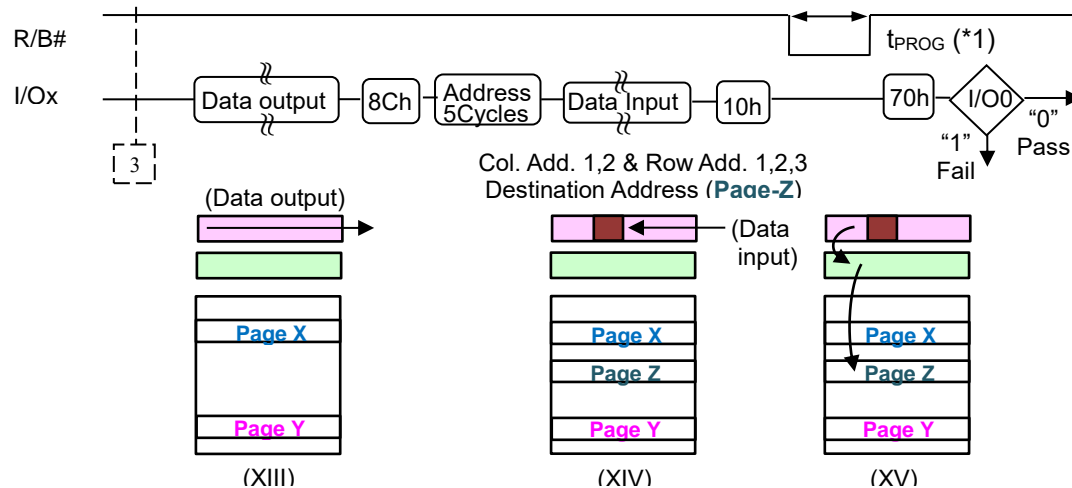 R/B#
tPROG (*1)
I/Ox
Data output
8Ch
Address
5Cycles
Data Input
10h
70h
I/O0
“0”
Pass
“1”
Fail
3
Col. Add. 1,2 & Row Add. 1,2,3
Destination Address (Page-Z)
(Data output)
(Data
input)
Page X
Page Y
Page X
Page Z
Page Y
Page X
Page Z
Page Y
(XIII)
(XIV)
(XV)